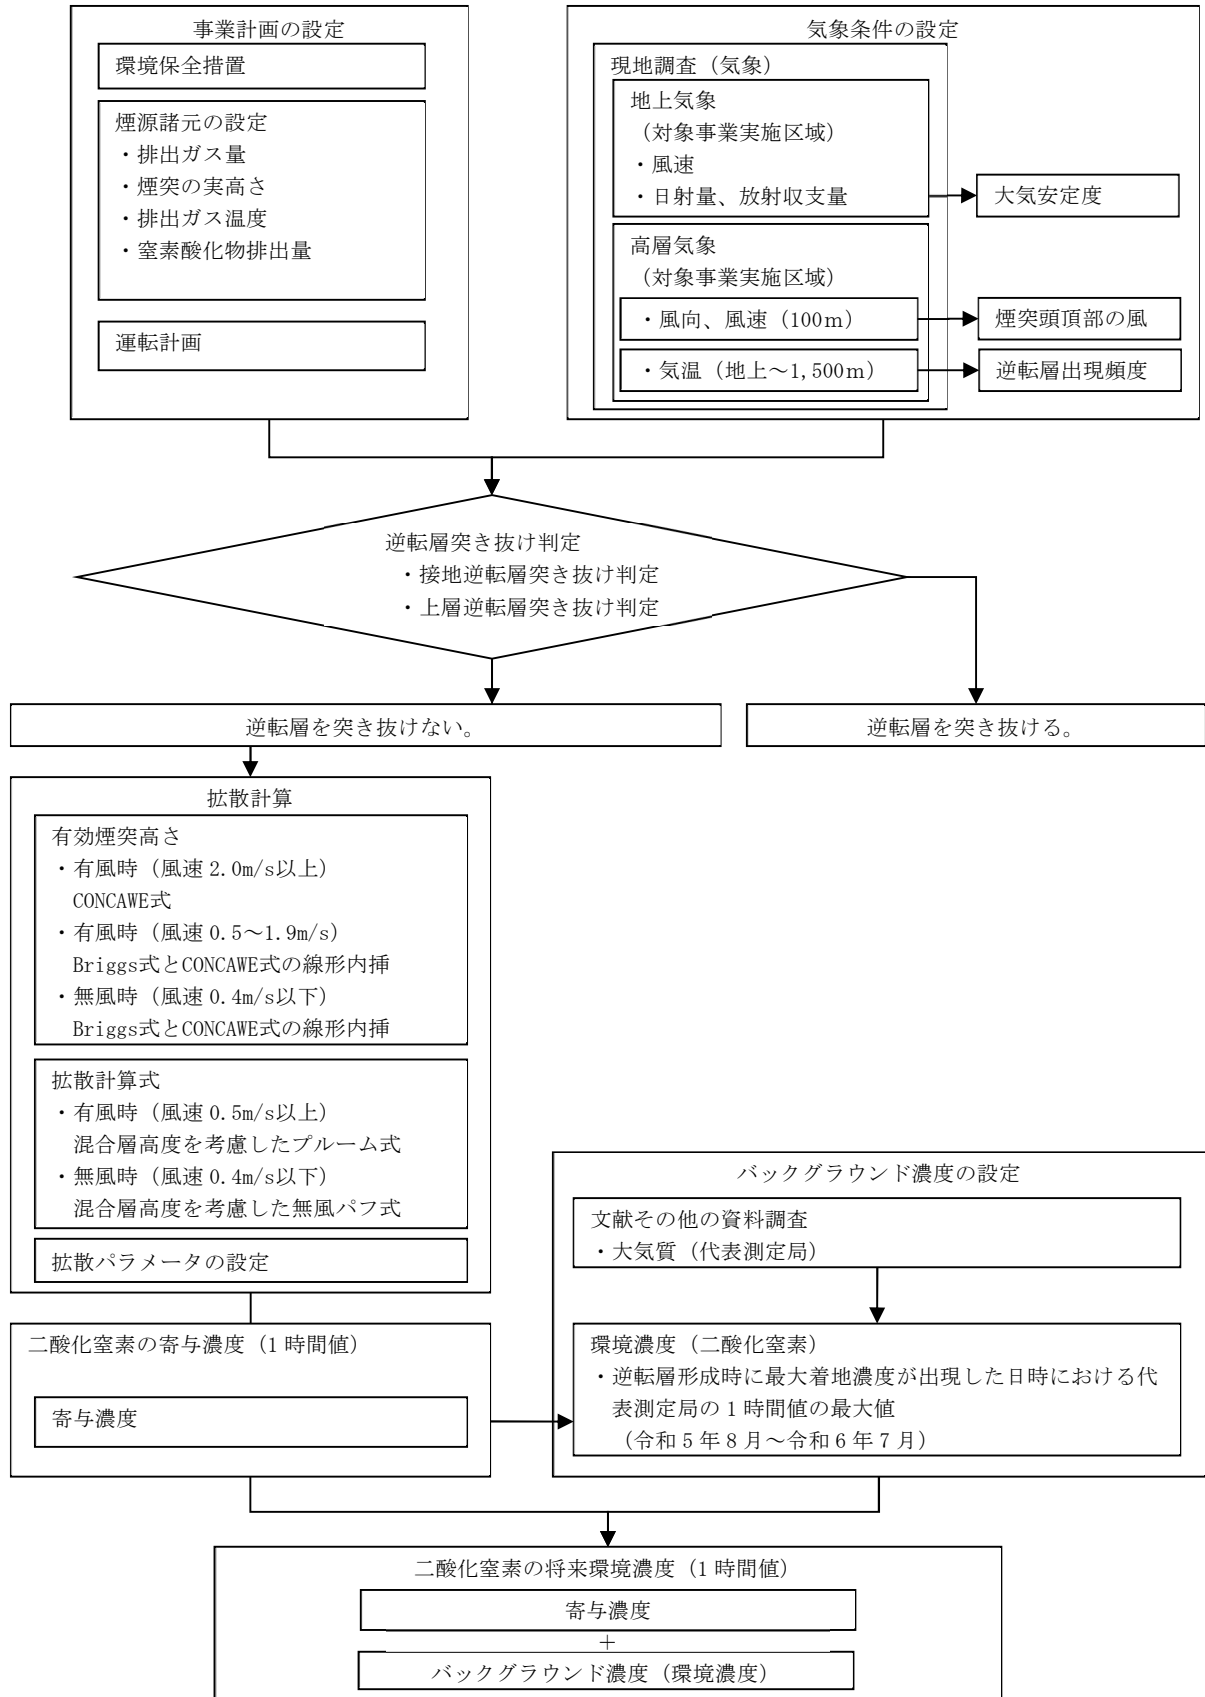 事業計画の設定
環境保全措置
煙源諸元の設定
・排出ガス量
・煙突の実高さ
・排出ガス温度
・窒素酸化物排出量
運転計画
気象条件の設定
現地調査（気象）
地上気象
（対象事業実施区域）
・風速
・日射量、放射収支量
大気安定度
高層気象
（対象事業実施区域）
・風向、風速（100ｍ）
煙突頭頂部の風
・気温（地上～1,500ｍ）
逆転層出現頻度
逆転層突き抜け判定
・接地逆転層突き抜け判定
・上層逆転層突き抜け判定
逆転層を突き抜けない。
逆転層を突き抜ける。
拡散計算
有効煙突高さ
・有風時（風速 2.0m/s以上）
CONCAWE式
・有風時（風速 0.5～1.9m/s）
Briggs式とCONCAWE式の線形内挿
・無風時（風速 0.4m/s以下）
Briggs式とCONCAWE式の線形内挿
拡散計算式
・有風時（風速 0.5m/s以上）
混合層高度を考慮したプルーム式
・無風時（風速 0.4m/s以下）
混合層高度を考慮した無風パフ式
拡散パラメータの設定
バックグラウンド濃度の設定
文献その他の資料調査
・大気質（代表測定局）
二酸化窒素の寄与濃度（1 時間値）
寄与濃度
環境濃度（二酸化窒素）
・逆転層形成時に最大着地濃度が出現した日時における代
表測定局の 1 時間値の最大値
（令和 5 年 8 月～令和 6 年 7 月）
二酸化窒素の将来環境濃度（1 時間値）
寄与濃度
＋
バックグラウンド濃度（環境濃度）